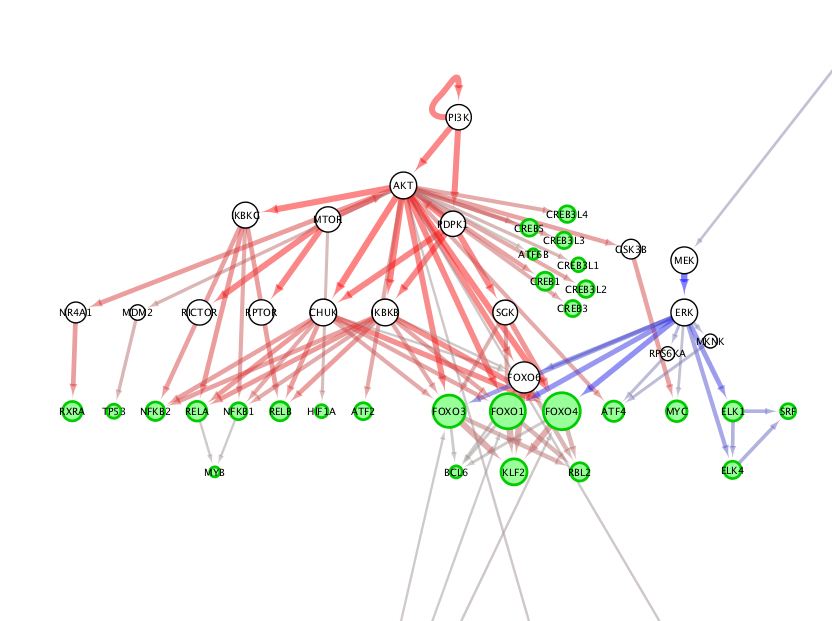 PI3K
AKT
KBKG
MTOR
PDPK1
CREB3L4
CREB5
CREB3L3
GSK3B
ATF6B
CREB3L1
MEK
CREB1
CREB3L2
CREB3
NR4A1
MDM2
RICTOR
RPTOR
CHUK
KBKB
SGK
ERK
MKNK
RPS6KA
FOXO6
RXRA
TP53
NFKB2
RELA
NFKB1
RELB
HIF1A
ATF2
FOXO3
FOXO1
FOXO4
ATF4
MYC
ELK1
SRF
MYB
BCL6
KLF2
RBL2
ELK4